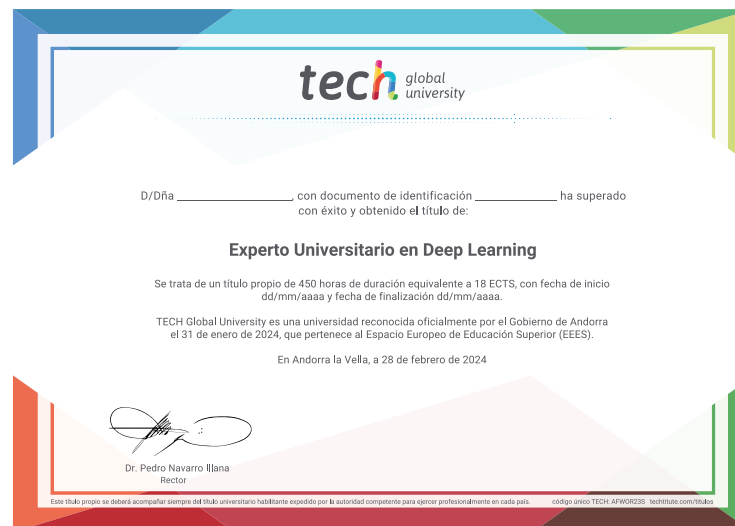 tech global university
D/Dña ______________, con documento de identificación ______________ ha superado
con éxito y obtenido el título de:
Experto Universitario en Deep Learning
Se trata de un título propio de 450 horas de duración equivalente a 18 ECTS, con fecha de inicio
dd/mm/aaaa y fecha de finalización dd/mm/aaaa.
TECH Global University es una universidad reconocida oficialmente por el Gobierno de Andorra
el 31 de enero de 2024, que pertenece al Espacio Europeo de Educación Superior (EEES).
En Andorra la Vella, a 28 de febrero de 2024
Dr. Pedro Navarro Illana
Rector
Este título propio se deberá acompañar siempre del título universitario habilitante expedido por la autoridad competente para ejercer profesionalmente en cada país. código único TECH: AFWOR23S techtitute.com/titulos